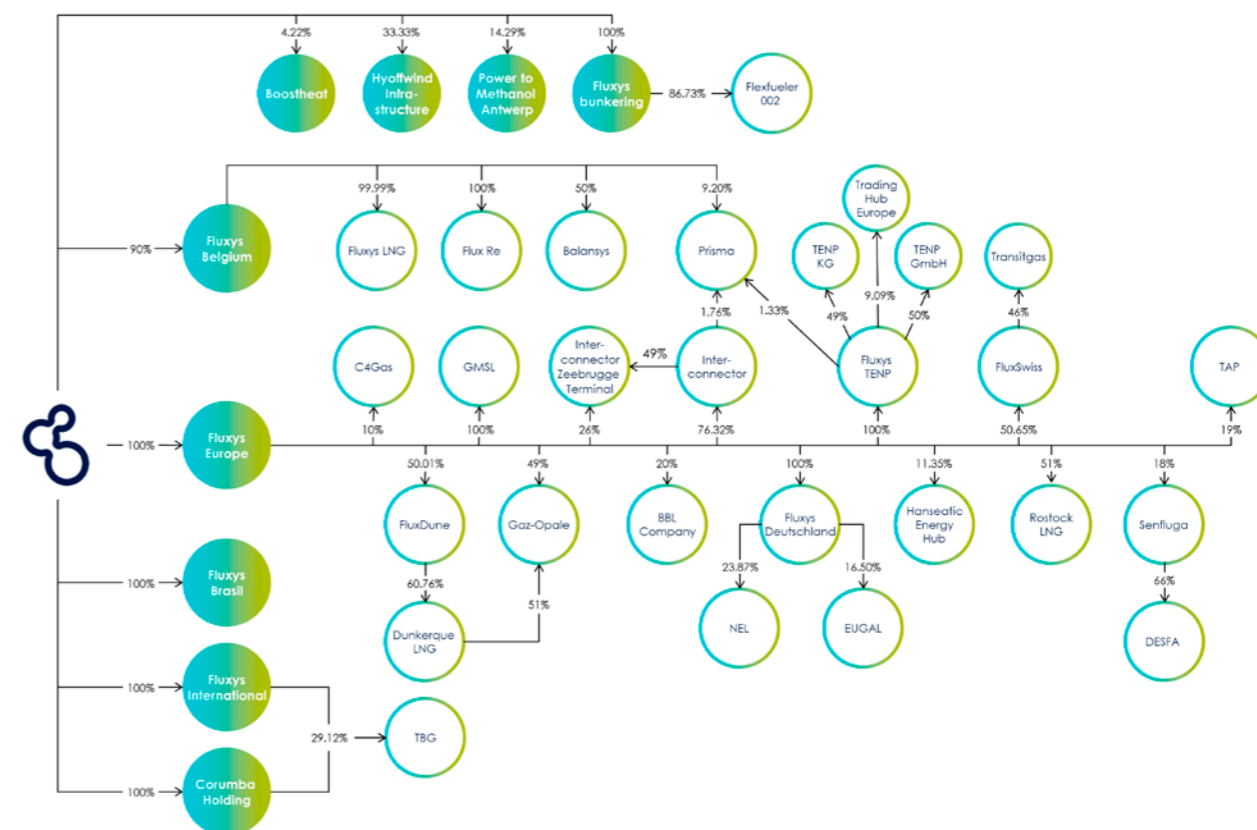 4.22%
33.33%
14.29%
100%
Boostheat
Hyoffwind
Infra-
structure
Power to
Methanol
Antwerp
Fluxys
bunkering
86.73%
Flexfueler
002
99.99%
100%
50%
9.20%
90%
Fluxys
Belgium
Fluxys LNG
Flux Re
Balansys
Prisma
Trading
Hub
Europe
TENP
KG
TENP
GmbH
Transitgas
1.76%
1.33%
49%
9.09%
50%
46%
C4Gas
GMSL
Inter-
connector
Zeebrugge
Terminal
49%
Inter-
connector
Fluxys
TENP
FluxSwiss
TAP
10%
100%
26%
76.32%
100%
50.65%
19%
100%
Fluxys
Europe
50.01%
49%
20%
100%
11.35%
51%
18%
FluxDune
Gaz-Opale
BBL
Company
Fluxys
Deutschland
Hanseatic
Energy
Hub
Rostock
LNG
Senfluga
60.76%
51%
23.87%
16.50%
66%
100%
Fluxys
Brasil
Dunkerque
LNG
NEL
EUGAL
DESFA
100%
Fluxys
International
29.12%
TBG
100%
Corumba
Holding